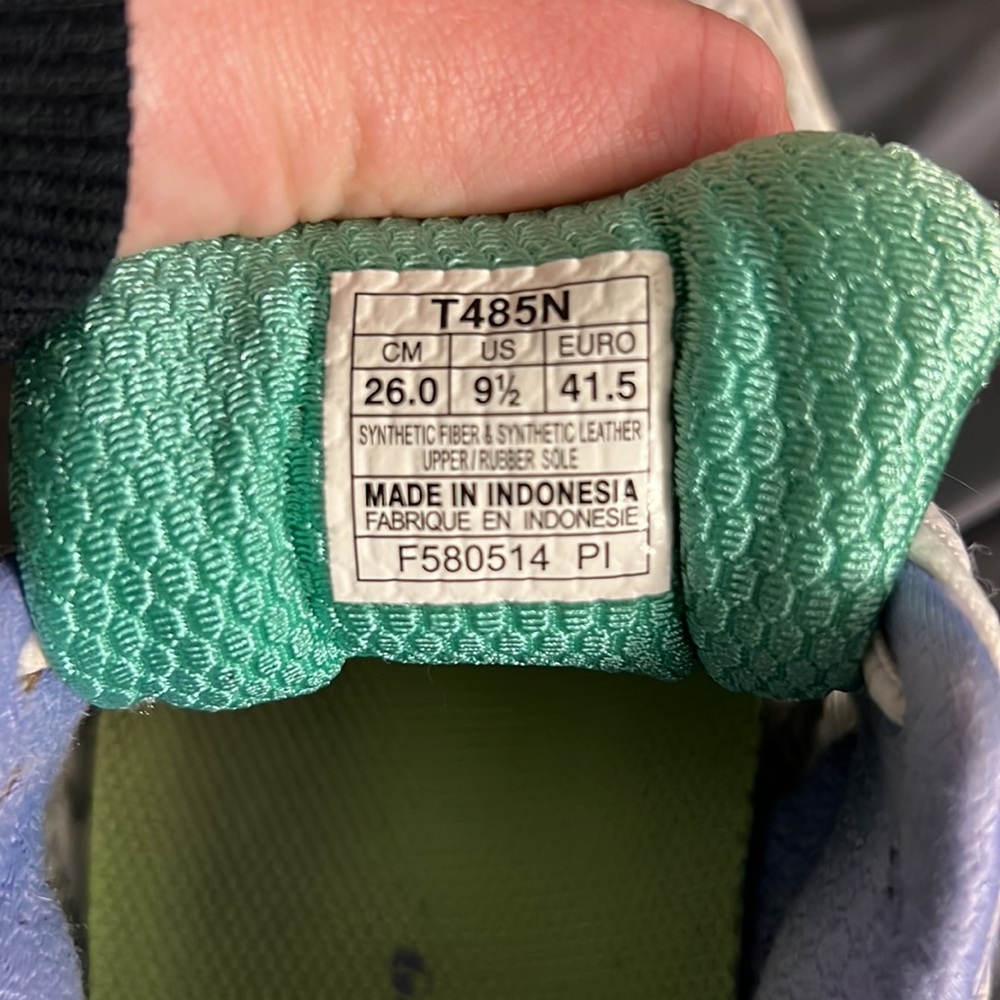 T485N
CM US EURO
26.0 9½ 41.5
SYNTHETIC FIBER & SYNTHETIC LEATHER
UPPER / RUBBER SOLE
MADE IN INDONESIA
FABRIQUE EN INDONESIE
F580514 PI